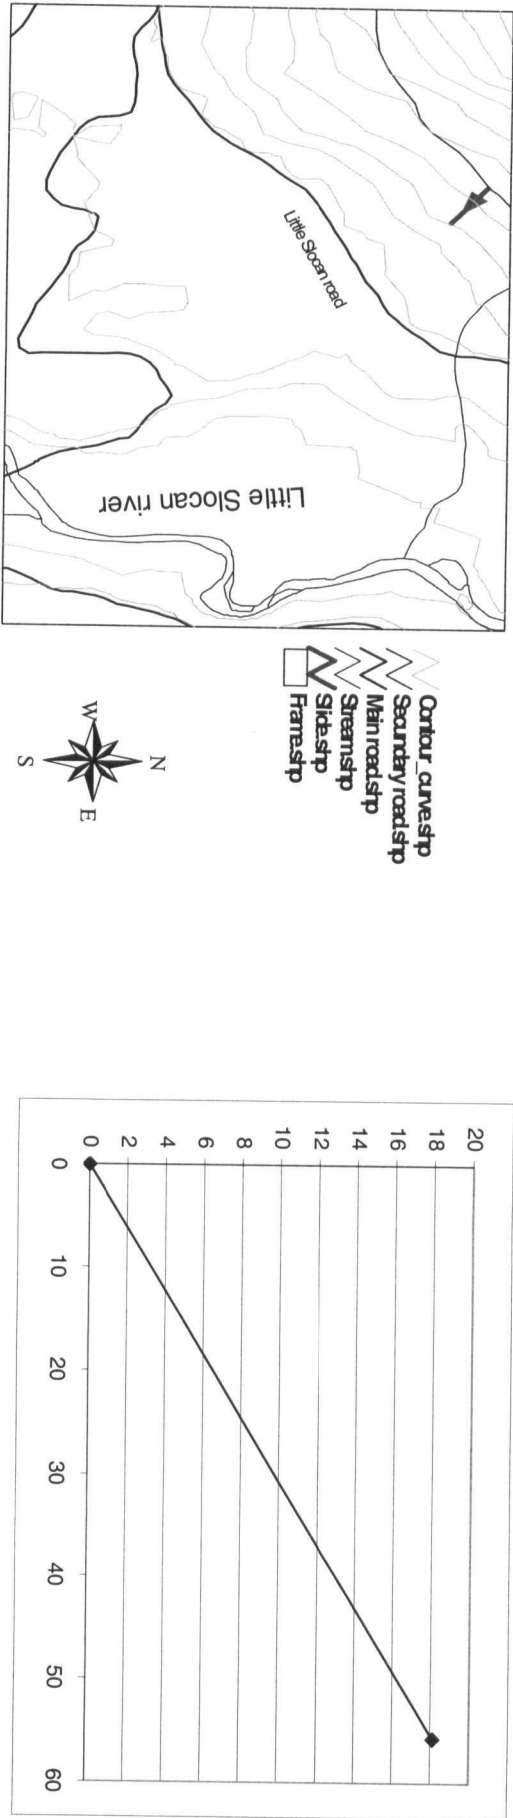 Little Slocan road
Little Slocan river
Contour_curve.shp
Secundary road.shp
Main road.shp
Stream.shp
Slide.shp
Frame.shp
N
W
E
S
20
18
16
14
12
10
8
6
4
2
0
0 10 20 30 40 50 60